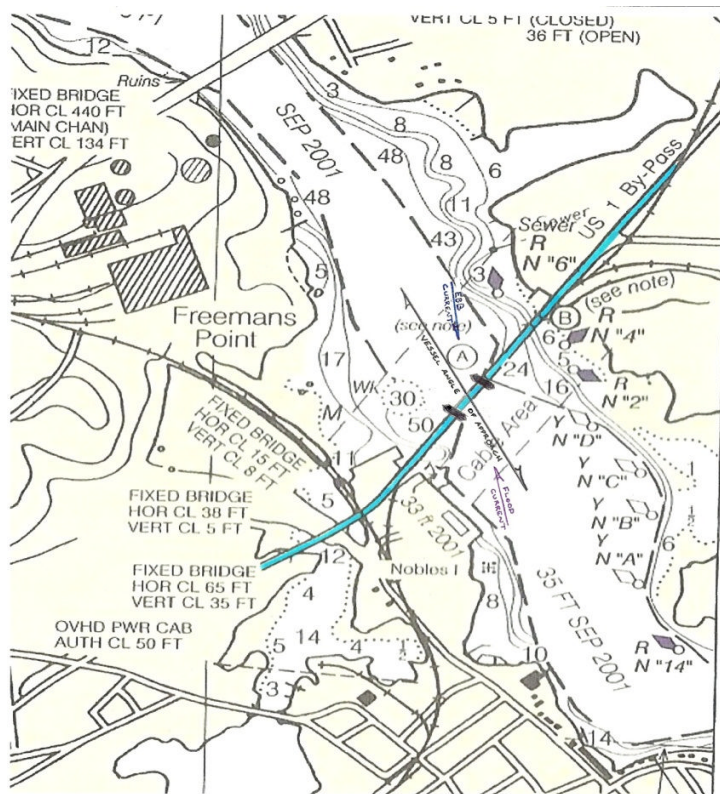 VERT CL 5 FT (CLOSED)
36 FT (OPEN)
12
Ruins
FIXED BRIDGE
HOR CL 440 FT
(MAIN CHAN)
VERT CL 134 FT
SEP 2001
3
8
48
8
6
11
48
43
5
Sewer
US 1 By-Pass
R
N "6"
3
EBB
CURRENT
(see note)
A
B
(see note)
R
N "4"
6
5
Freemans
Point
17
VESSEL ANGLE OF APPROACH
24
16
R
N "2"
Wk
30
M
50
Cable Area
Y
N "D"
FIXED BRIDGE
HOR CL 15 FT
VERT CL 8 FT
11
5
Y
N "C"
1
FLOOD
CURRENT
Y
N "B"
Y
N "A"
6
FIXED BRIDGE
HOR CL 38 FT
VERT CL 5 FT
33 ft 2001
12
Nobles I
FIXED BRIDGE
HOR CL 65 FT
VERT CL 35 FT
4
8
35 FT SEP 2001
OVHD PWR CAB
AUTH CL 50 FT
14
5
4
3
10
R
N "14"
14